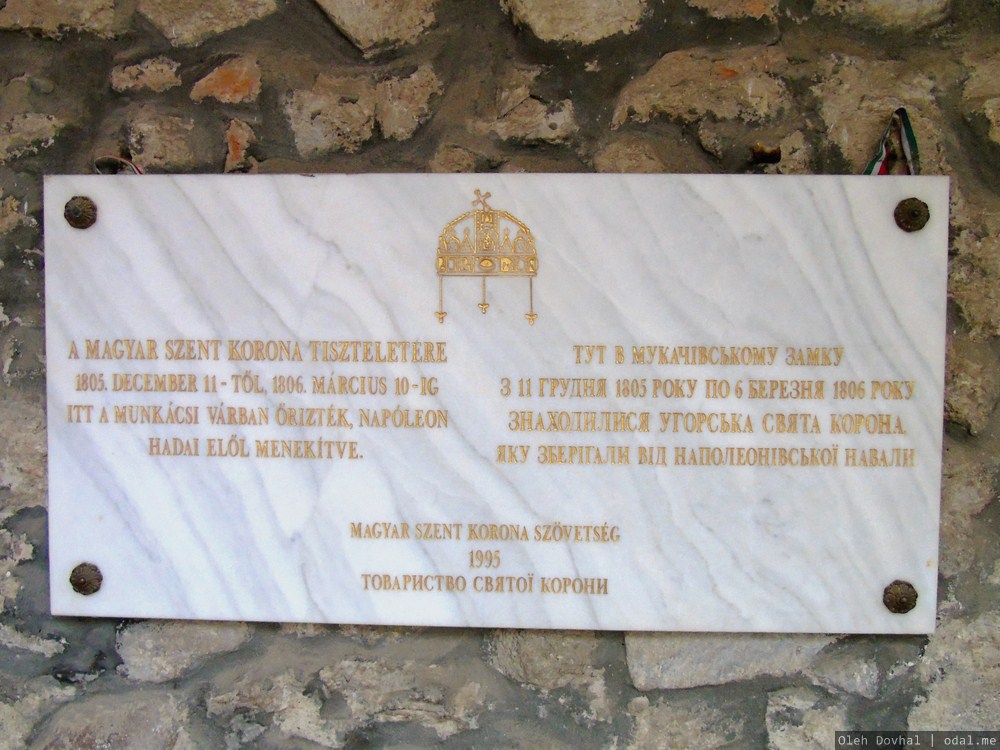 A MAGYAR SZENT KORONA TISZTELETÉRE
1805. DECEMBER 11-TŐL, 1806. MÁRCIUS 10-IG
ITT A MUNKÁCSI VÁRBAN ŐRIZTÉK, NAPÓLEON
HADAI ELŐL MENEKÍTVE.
ТУТ В МУКАЧІВСЬКОМУ ЗАМКУ
З 11 ГРУДНЯ 1805 РОКУ ПО 6 БЕРЕЗНЯ 1806 РОКУ
ЗНАХОДИЛИСЯ УГОРСЬКА СВЯТА КОРОНА,
ЯКУ ЗБЕРІГАЛИ ВІД НАПОЛЕОНІВСЬКОЇ НАВАЛИ
MAGYAR SZENT KORONA SZÖVETSÉG
1995
ТОВАРИСТВО СВЯТОЇ КОРОНИ
Oleh Dovhal | odal.me